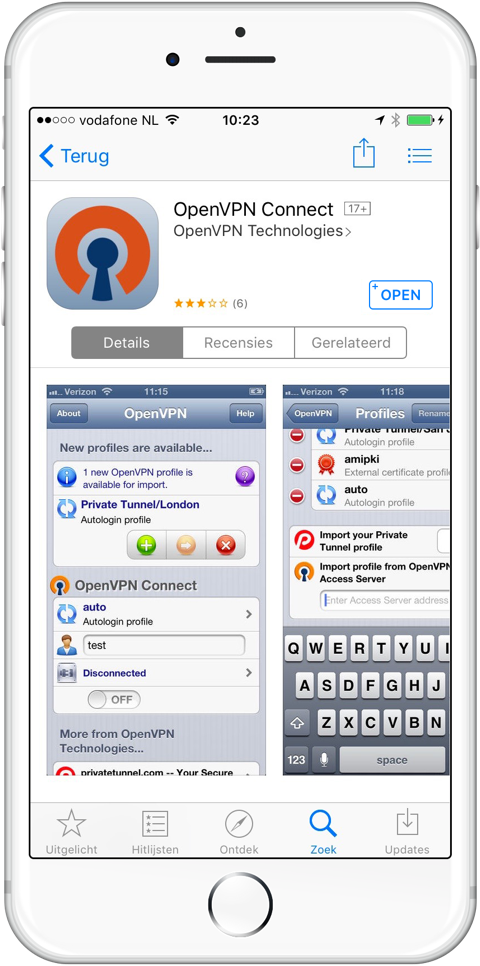 vodafone NL 10:23
Terug
OpenVPN Connect 17+
OpenVPN Technologies
(6)
+ OPEN
Details Recensies Gerelateerd
Verizon 11:15
About OpenVPN Help
New profiles are available...
1 new OpenVPN profile is
available for import.
?
Private Tunnel/London
Autologin profile
OpenVPN Connect
auto
Autologin profile
test
Disconnected
OFF
More from OpenVPN
Technologies...
privatetunnel.com -- Your Secure
Verizon 11:18
OpenVPN Profiles Rename
Private Tunnel/San
Autologin profile
amipki
External certificate profil
auto
Autologin profile
Import your Private
Tunnel profile
Import profile from OpenVPN
Access Server
Enter Access Server address
Q W E R T Y U I
A S D F G H J
Z X C V B N
123 space
Uitgelicht Hitlijsten Ontdek Zoek Updates